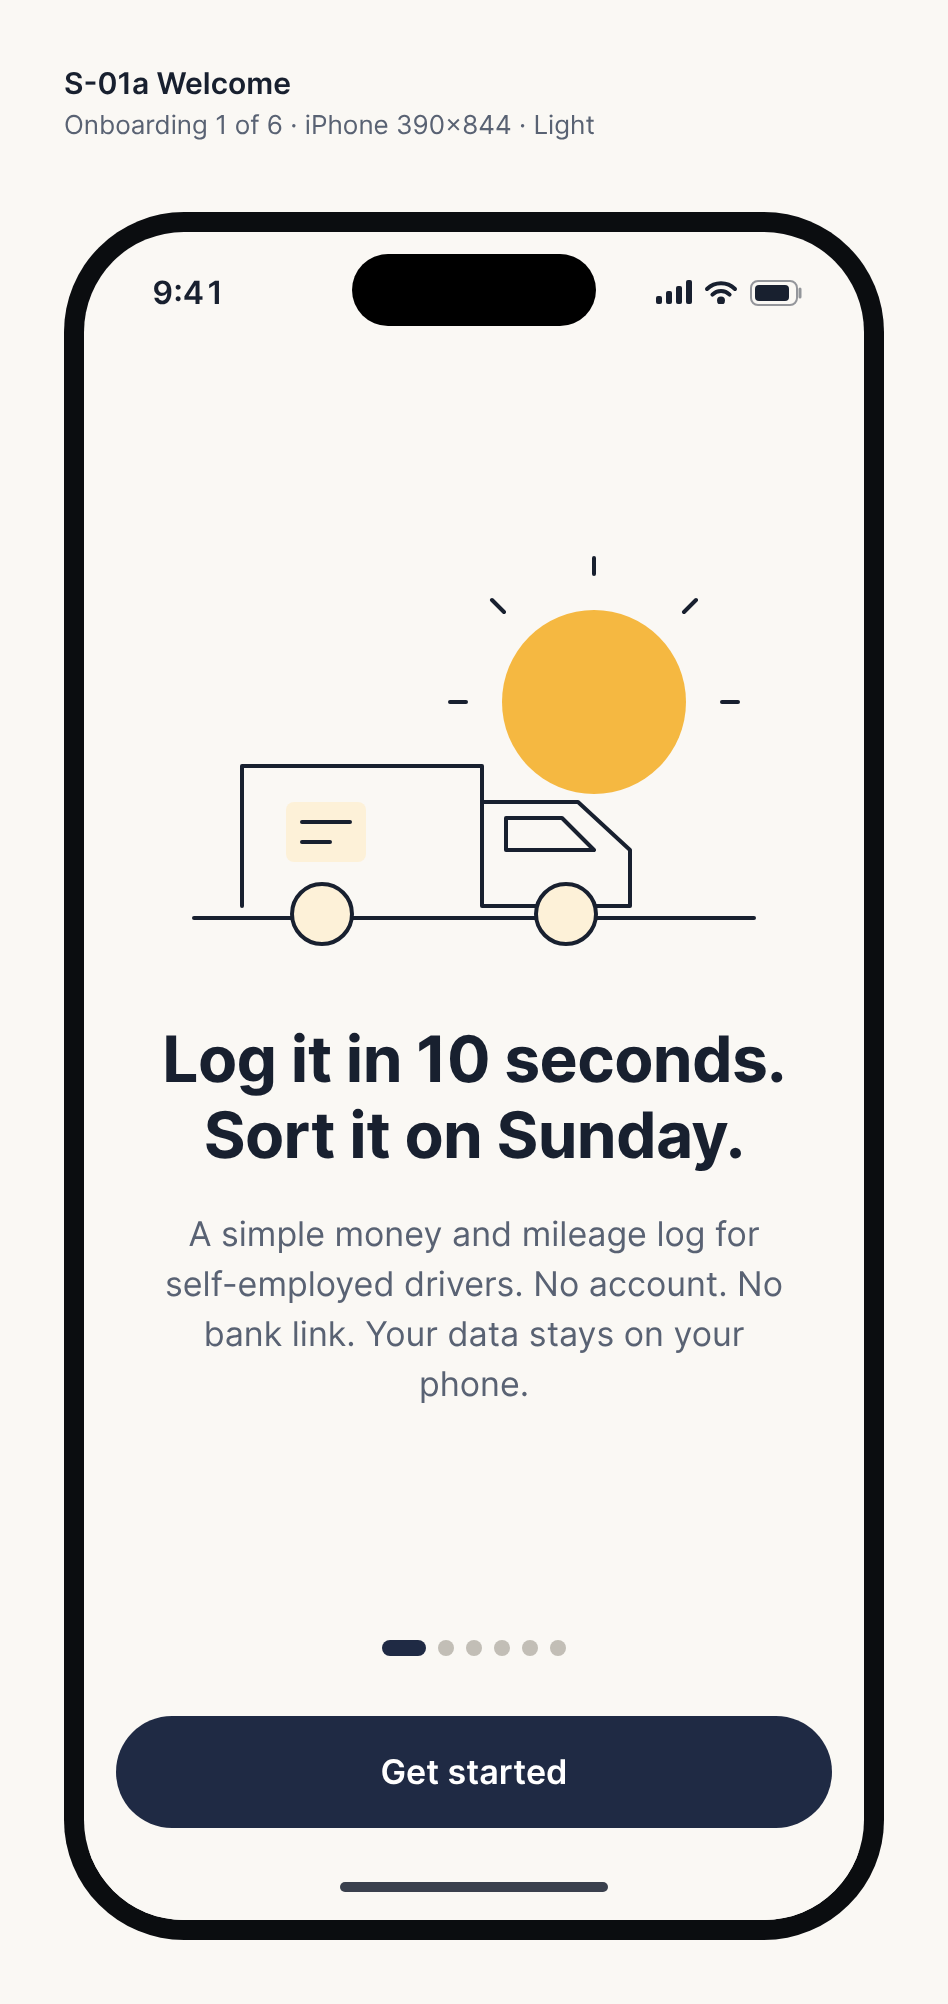 S-01a Welcome
Onboarding 1 of 6 · iPhone 390×844 · Light
9:41
Log it in 10 seconds.
Sort it on Sunday.
A simple money and mileage log for
self-employed drivers. No account. No
bank link. Your data stays on your
phone.
Get started